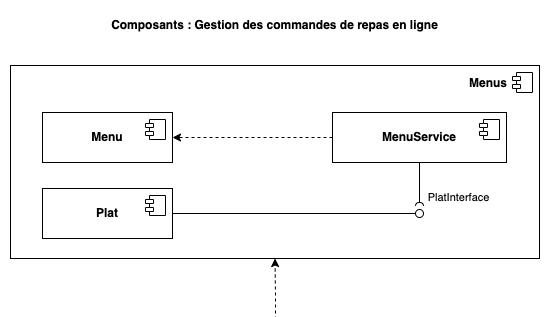 Composants : Gestion des commandes de repas en ligne
Menus
Menu
MenuService
PlatInterface
Plat